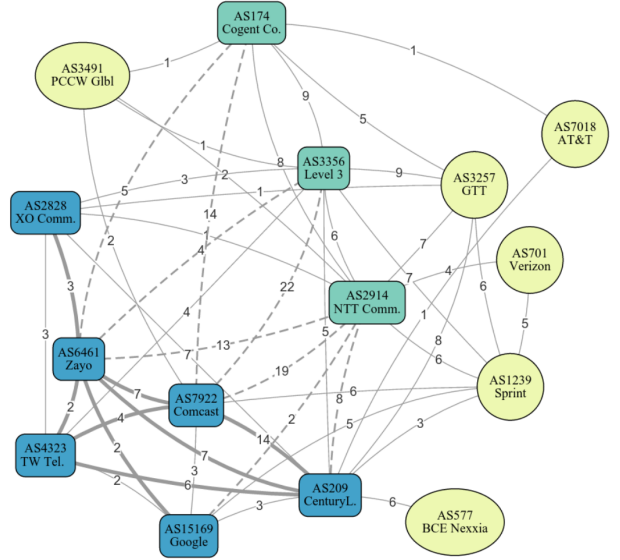 AS174
Cogent Co.
AS3491
PCCW Glbl
1
1
9
5
AS7018
AT&T
1
8
AS3356
Level 3
9
AS3257
GTT
3
2
5
1
AS2828
XO Comm.
14
2
4
6
7
AS701
Verizon
4
7
3
22
AS2914
NTT Comm.
6
3
4
1
5
5
13
7
8
6
AS6461
Zayo
19
AS1239
Sprint
7
AS7922
Comcast
6
8
2
4
2
5
3
AS4323
TW Tel.
2
14
7
3
6
2
AS209
CenturyL.
3
6
AS577
BCE Nexxia
AS15169
Google